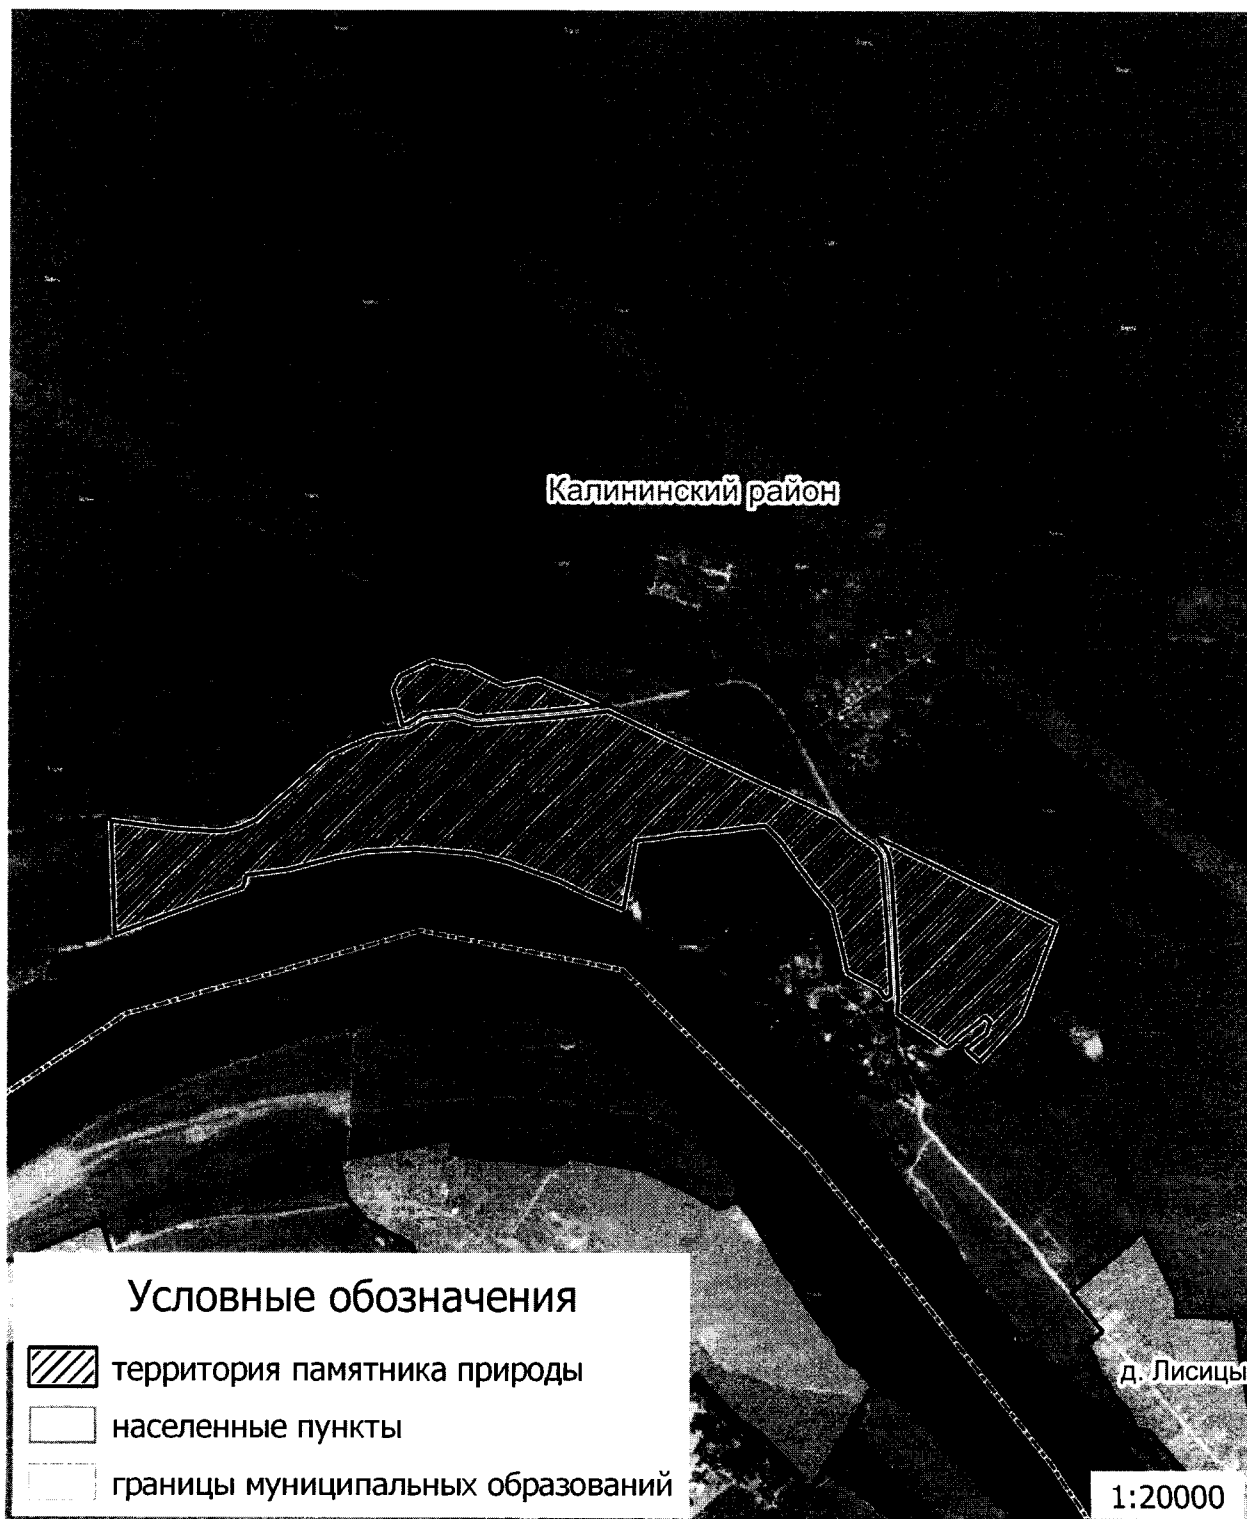 Калининский район
Условные обозначения
территория памятника природы
населенные пункты
границы муниципальных образований
д. Лисицы
1:20000